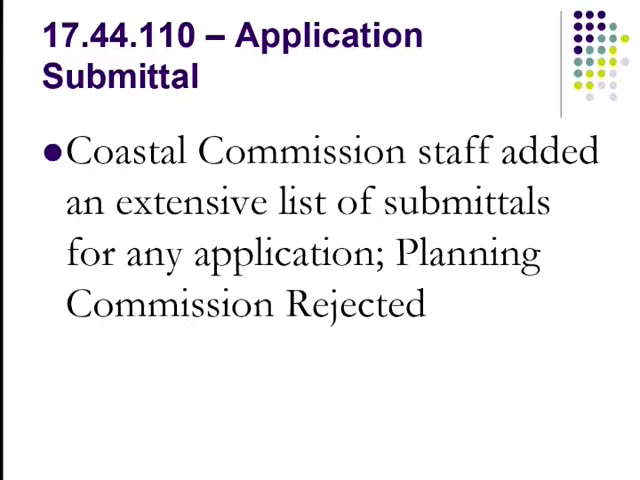 17.44.110 – Application
Submittal
Coastal Commission staff added
an extensive list of submittals
for any application; Planning
Commission Rejected